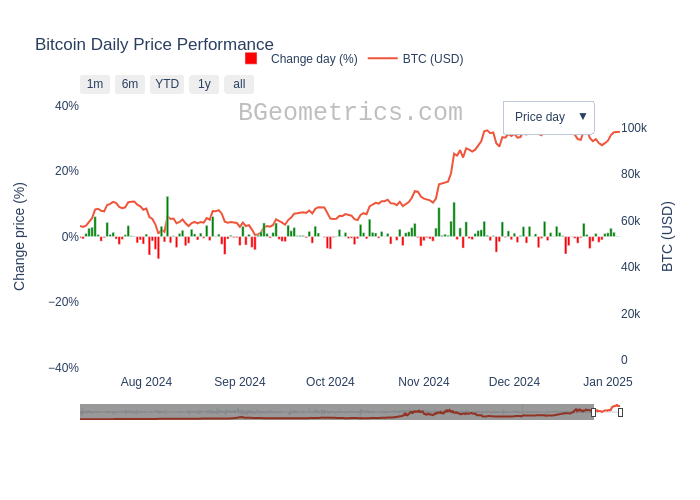 Bitcoin Daily Price Performance
Change day (%)
BTC (USD)
1m
6m
YTD
1y
all
BGeometrics.com
Price day ▼
40%
20%
0%
−20%
−40%
Change price (%)
100k
80k
60k
40k
20k
0
BTC (USD)
Aug 2024
Sep 2024
Oct 2024
Nov 2024
Dec 2024
Jan 2025